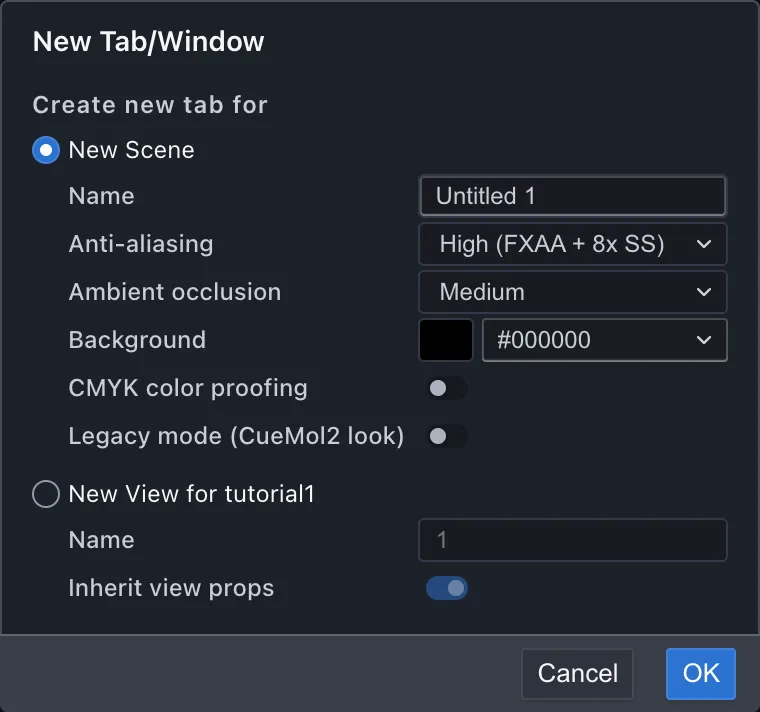 New Tab/Window
Create new tab for
New Scene
Name Untitled 1
Anti-aliasing High (FXAA + 8x SS)
Ambient occlusion Medium
Background #000000
CMYK color proofing
Legacy mode (CueMol2 look)
New View for tutorial1
Name 1
Inherit view props
Cancel OK